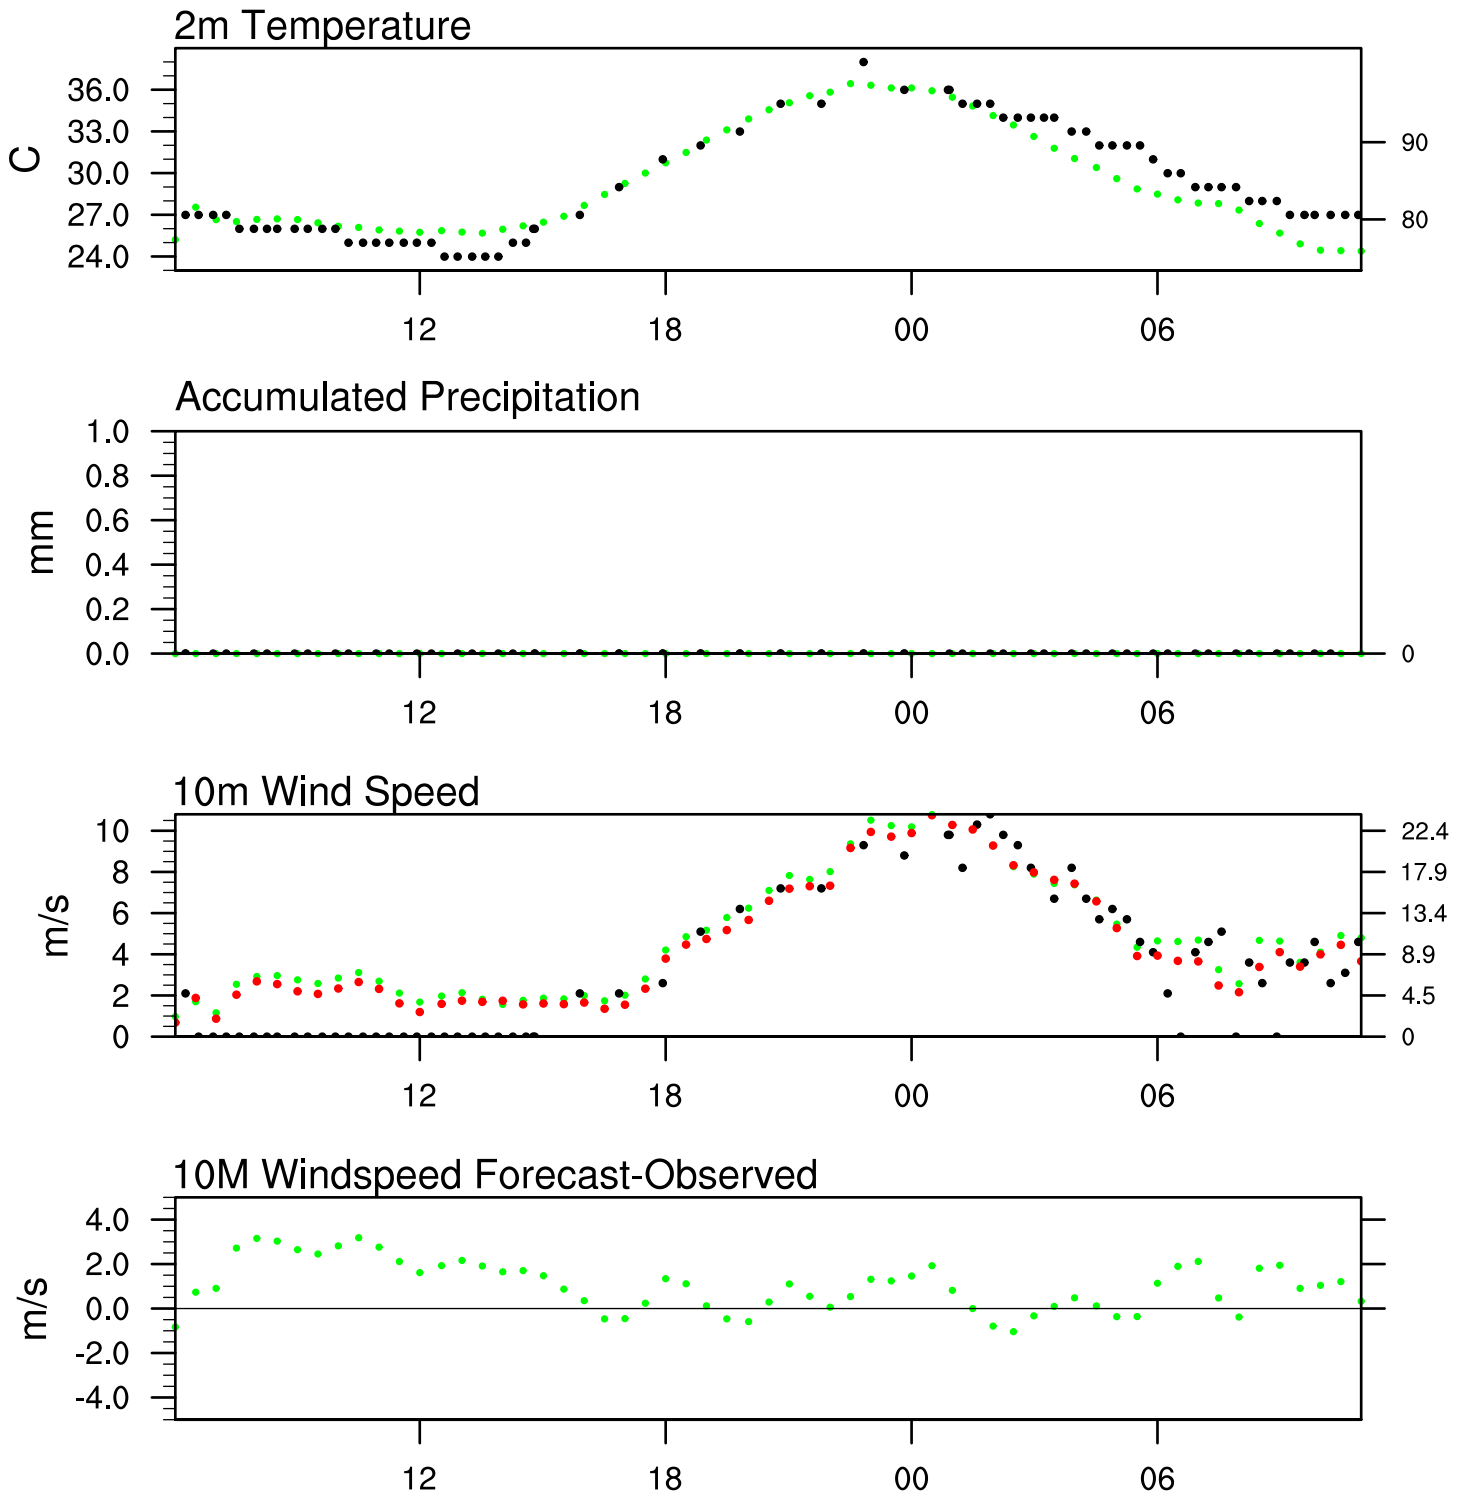 2m Temperature
36.0
33.0
90
C
30.0
27.0
80
24.0
12 18 00 06
Accumulated Precipitation
1.0
0.8
0.6
mm
0.4
0.2
0.0 0
12 18 00 06
10m Wind Speed
10 22.4
8 17.9
6 13.4
m/s
4 8.9
2 4.5
0 0
12 18 00 06
10M Windspeed Forecast-Observed
4.0
2.0
0.0
m/s
-2.0
-4.0
12 18 00 06